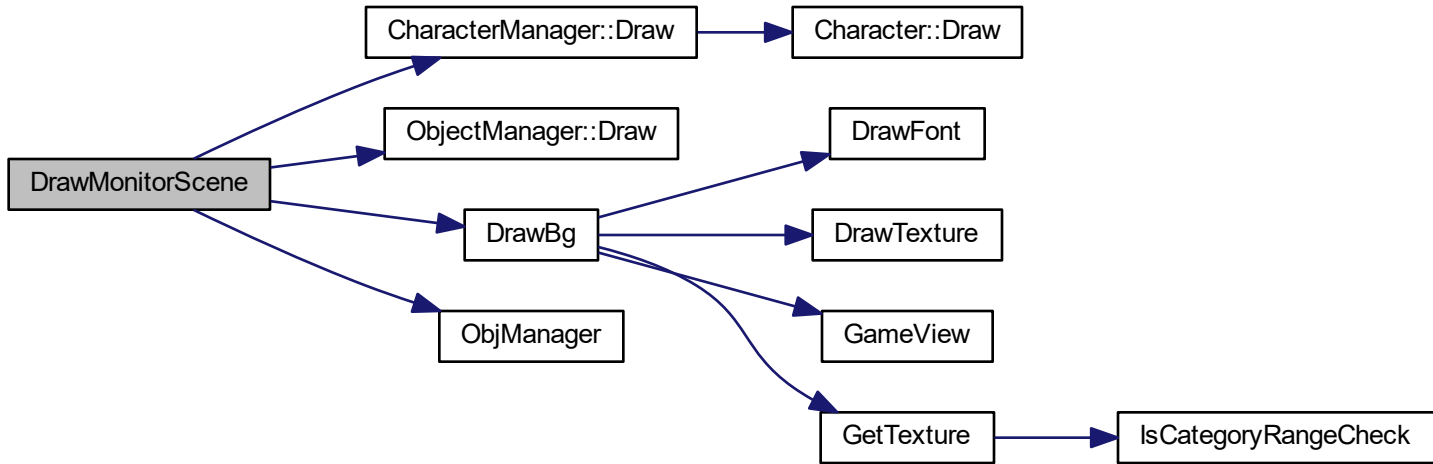 CharacterManager::Draw
Character::Draw
ObjectManager::Draw
DrawFont
DrawMonitorScene
DrawBg
DrawTexture
ObjManager
GameView
GetTexture
IsCategoryRangeCheck